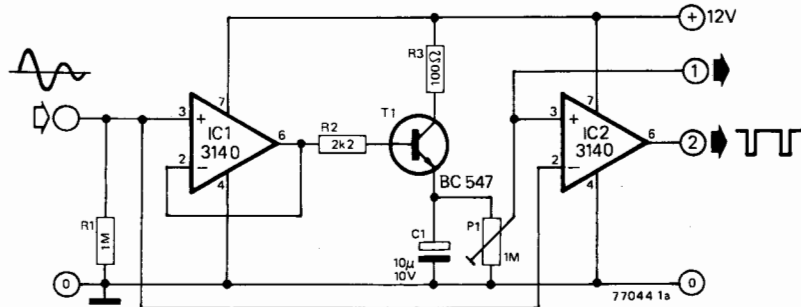 + 12V
R3
100Ω
1
T1
3
+
7
IC1
3140
6
2
−
4
R2
2k2
BC 547
3
+
7
IC2
3140
6
2
−
4
R1
1M
C1
10µ
10V
P1
1M
0
0
77044 1a